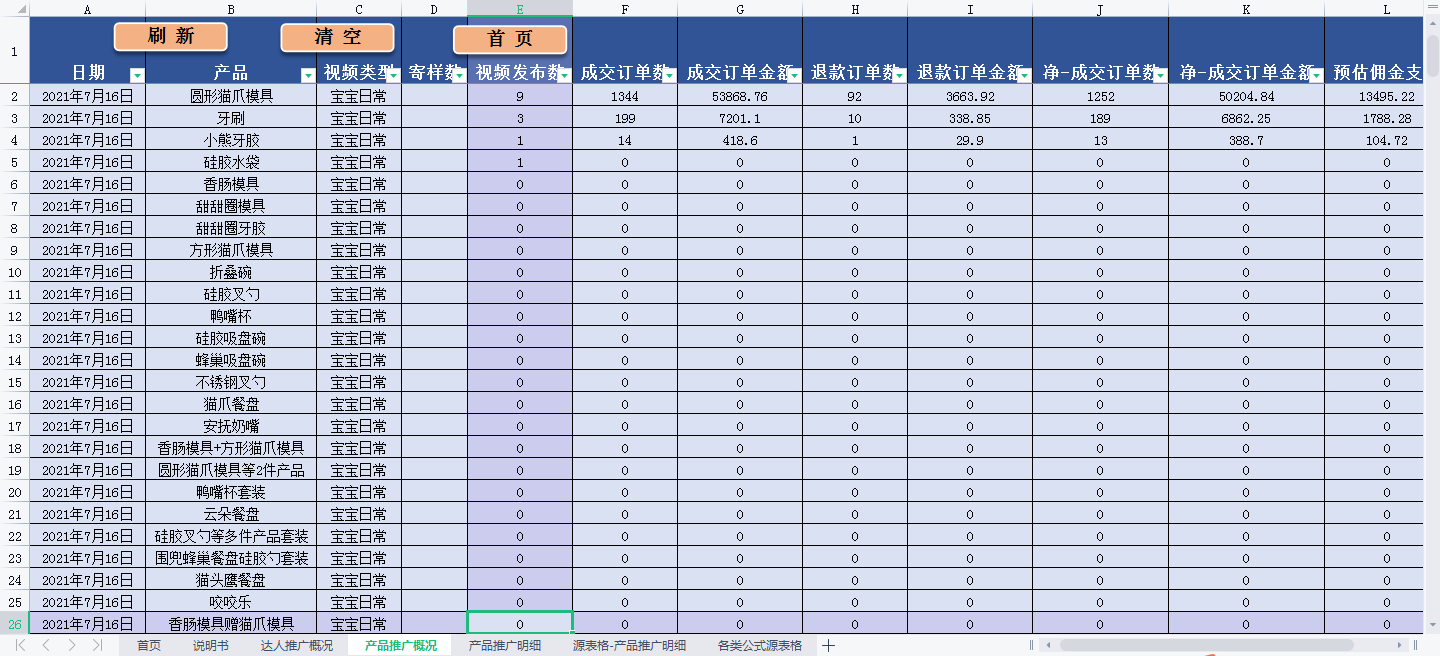 A B C D E F G H I J K L
刷 新 清 空 首 页
1 日期 产品 视频类型 寄样数 视频发布数 成交订单数 成交订单金额 退款订单数 退款订单金额 净-成交订单数 净-成交订单金额 预估佣金支
2 2021年7月16日 圆形猫爪模具 宝宝日常 9 1344 53868.76 92 3663.92 1252 50204.84 13495.22
3 2021年7月16日 牙刷 宝宝日常 3 199 7201.1 10 338.85 189 6862.25 1788.28
4 2021年7月16日 小熊牙胶 宝宝日常 1 14 418.6 1 29.9 13 388.7 104.72
5 2021年7月16日 硅胶水袋 宝宝日常 1 0 0 0 0 0 0 0
6 2021年7月16日 香肠模具 宝宝日常 0 0 0 0 0 0 0 0
7 2021年7月16日 甜甜圈模具 宝宝日常 0 0 0 0 0 0 0 0
8 2021年7月16日 甜甜圈牙胶 宝宝日常 0 0 0 0 0 0 0 0
9 2021年7月16日 方形猫爪模具 宝宝日常 0 0 0 0 0 0 0 0
10 2021年7月16日 折叠碗 宝宝日常 0 0 0 0 0 0 0 0
11 2021年7月16日 硅胶叉勺 宝宝日常 0 0 0 0 0 0 0 0
12 2021年7月16日 鸭嘴杯 宝宝日常 0 0 0 0 0 0 0 0
13 2021年7月16日 硅胶吸盘碗 宝宝日常 0 0 0 0 0 0 0 0
14 2021年7月16日 蜂巢吸盘碗 宝宝日常 0 0 0 0 0 0 0 0
15 2021年7月16日 不锈钢叉勺 宝宝日常 0 0 0 0 0 0 0 0
16 2021年7月16日 猫爪餐盘 宝宝日常 0 0 0 0 0 0 0 0
17 2021年7月16日 安抚奶嘴 宝宝日常 0 0 0 0 0 0 0 0
18 2021年7月16日 香肠模具+方形猫爪模具 宝宝日常 0 0 0 0 0 0 0 0
19 2021年7月16日 圆形猫爪模具等2件产品 宝宝日常 0 0 0 0 0 0 0 0
20 2021年7月16日 鸭嘴杯套装 宝宝日常 0 0 0 0 0 0 0 0
21 2021年7月16日 云朵餐盘 宝宝日常 0 0 0 0 0 0 0 0
22 2021年7月16日 硅胶叉勺等多件产品套装 宝宝日常 0 0 0 0 0 0 0 0
23 2021年7月16日 围兜蜂巢餐盘硅胶勺套装 宝宝日常 0 0 0 0 0 0 0 0
24 2021年7月16日 猫头鹰餐盘 宝宝日常 0 0 0 0 0 0 0 0
25 2021年7月16日 咬咬乐 宝宝日常 0 0 0 0 0 0 0 0
26 2021年7月16日 香肠模具赠猫爪模具 宝宝日常 0 0 0 0 0 0 0 0
首页 说明书 达人推广概况 产品推广概况 产品推广明细 源表格-产品推广明细 各类公式源表格